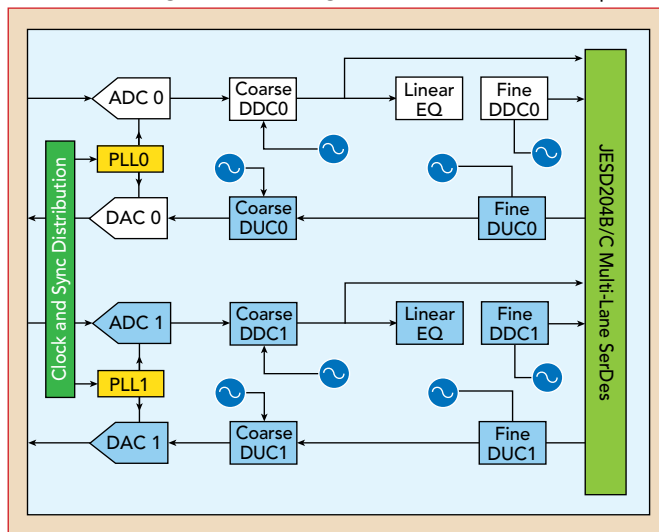 ADC 0
Coarse
DDC0
Linear
EQ
Fine
DDC0
PLL0
DAC 0
Coarse
DUC0
Fine
DUC0
Clock and Sync Distribution
JESD204B/C Multi-Lane SerDes
ADC 1
Coarse
DDC1
Linear
EQ
Fine
DDC1
PLL1
DAC 1
Coarse
DUC1
Fine
DUC1